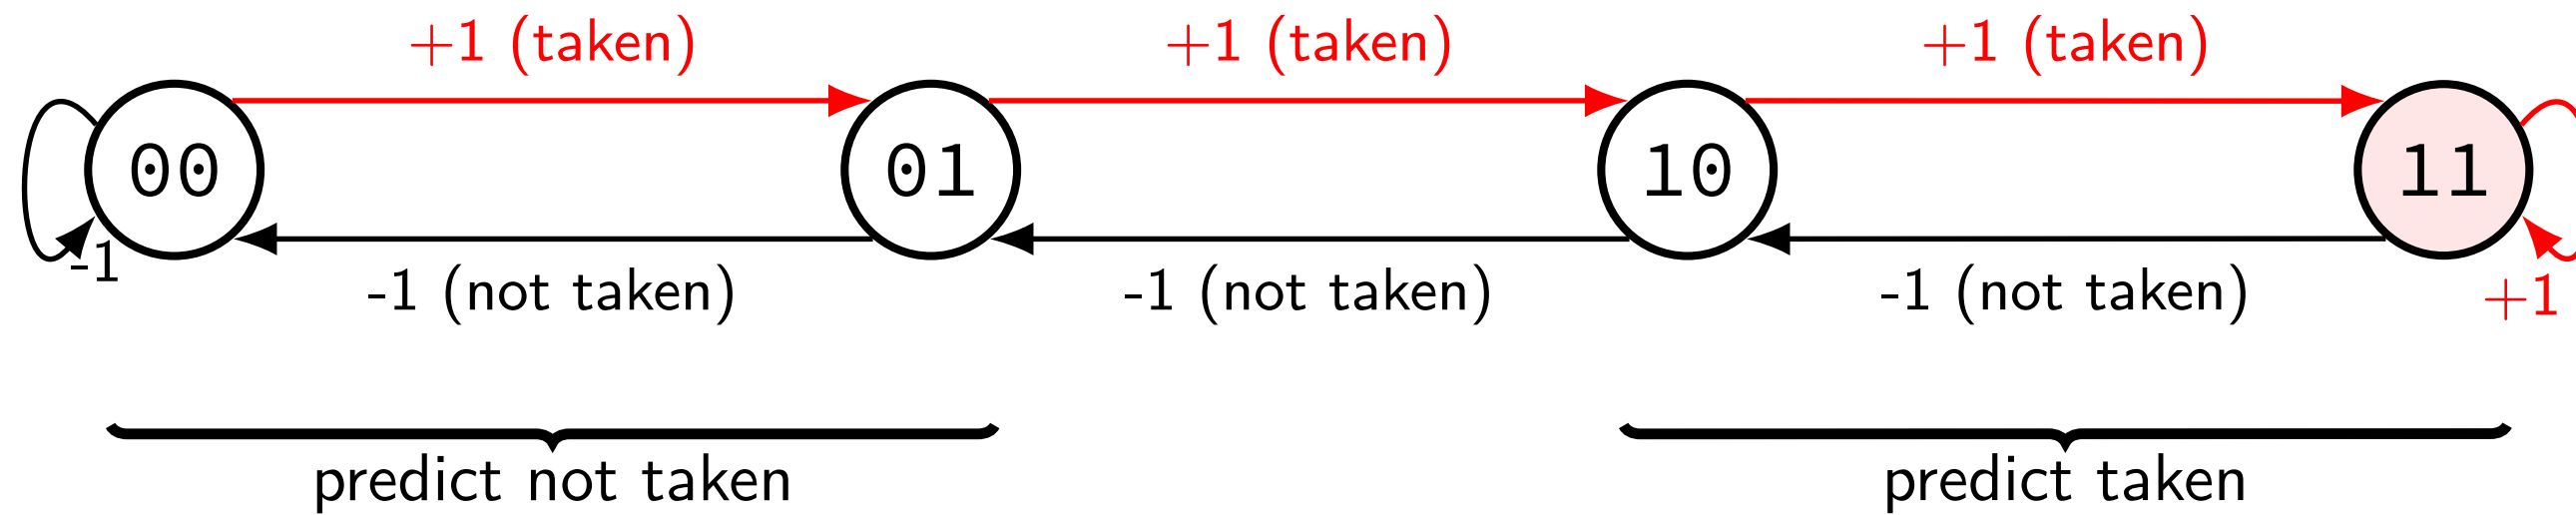 +1 (taken) +1 (taken) +1 (taken)
00 01 10 11
-1 -1 (not taken) -1 (not taken) -1 (not taken) +1
predict not taken predict taken